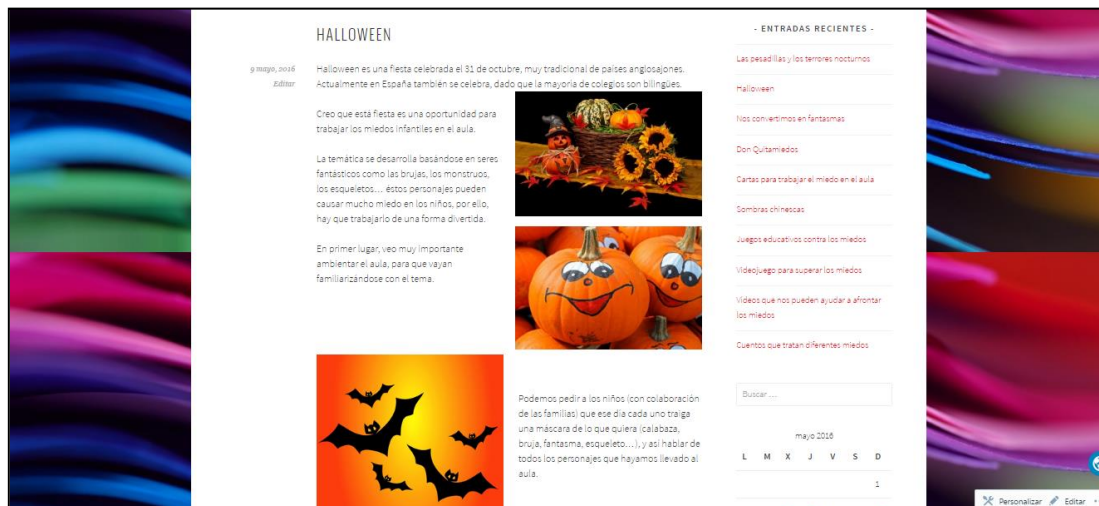 HALLOWEEN
9 mayo, 2016
Editar
Halloween es una fiesta celebrada el 31 de octubre, muy tradicional de países anglosajones.
Actualmente en España también se celebra, dado que la mayoría de colegios son bilingües.
Creo que está fiesta es una oportunidad para
trabajar los miedos infantiles en el aula.
La temática se desarrolla basándose en seres
fantásticos como las brujas, los monstruos,
los esqueletos... éstos personajes pueden
causar mucho miedo en los niños, por ello,
hay que trabajarlo de una forma divertida.
En primer lugar, veo muy importante
ambientar el aula, para que vayan
familiarizándose con el tema.
Podemos pedir a los niños (con colaboración
de las familias) que ese día cada uno traiga
una máscara de lo que quiera (calabaza,
bruja, fantasma, esqueleto...), y así hablar de
todos los personajes que hayamos llevado al
aula.
- ENTRADAS RECIENTES -
Las pesadillas y los terrores nocturnos
Halloween
Nos convertimos en fantasmas
Don Quitamiedos
Cartas para trabajar el miedo en el aula
Sombras chinescas
Juegos educativos contra los miedos
Videojuego para superar los miedos
Vídeos que nos pueden ayudar a afrontar
los miedos
Cuentos que tratan diferentes miedos
Buscar ...
mayo 2016
L M X J V S D
1
Personalizar Editar